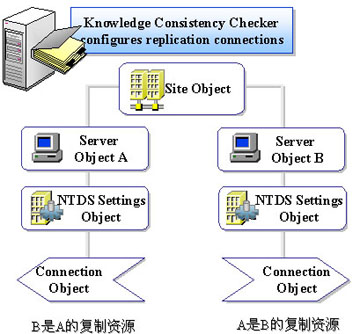 Knowledge Consistency Checker
configures replication connections
Site Object
Server
Object A
Server
Object B
NTDS Settings
Object
NTDS Settings
Object
Connection
Object
Connection
Object
B是A的复制资源
A是B的复制资源